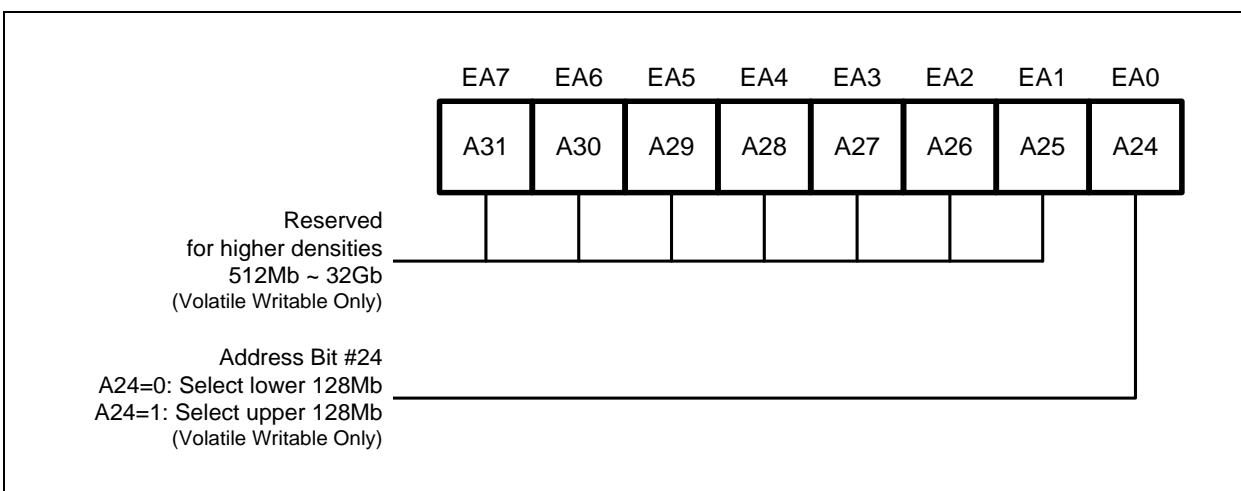 EA7 EA6 EA5 EA4 EA3 EA2 EA1 EA0
A31 A30 A29 A28 A27 A26 A25 A24
Reserved
for higher densities
512Mb ~ 32Gb
(Volatile Writable Only)
Address Bit #24
A24=0: Select lower 128Mb
A24=1: Select upper 128Mb
(Volatile Writable Only)